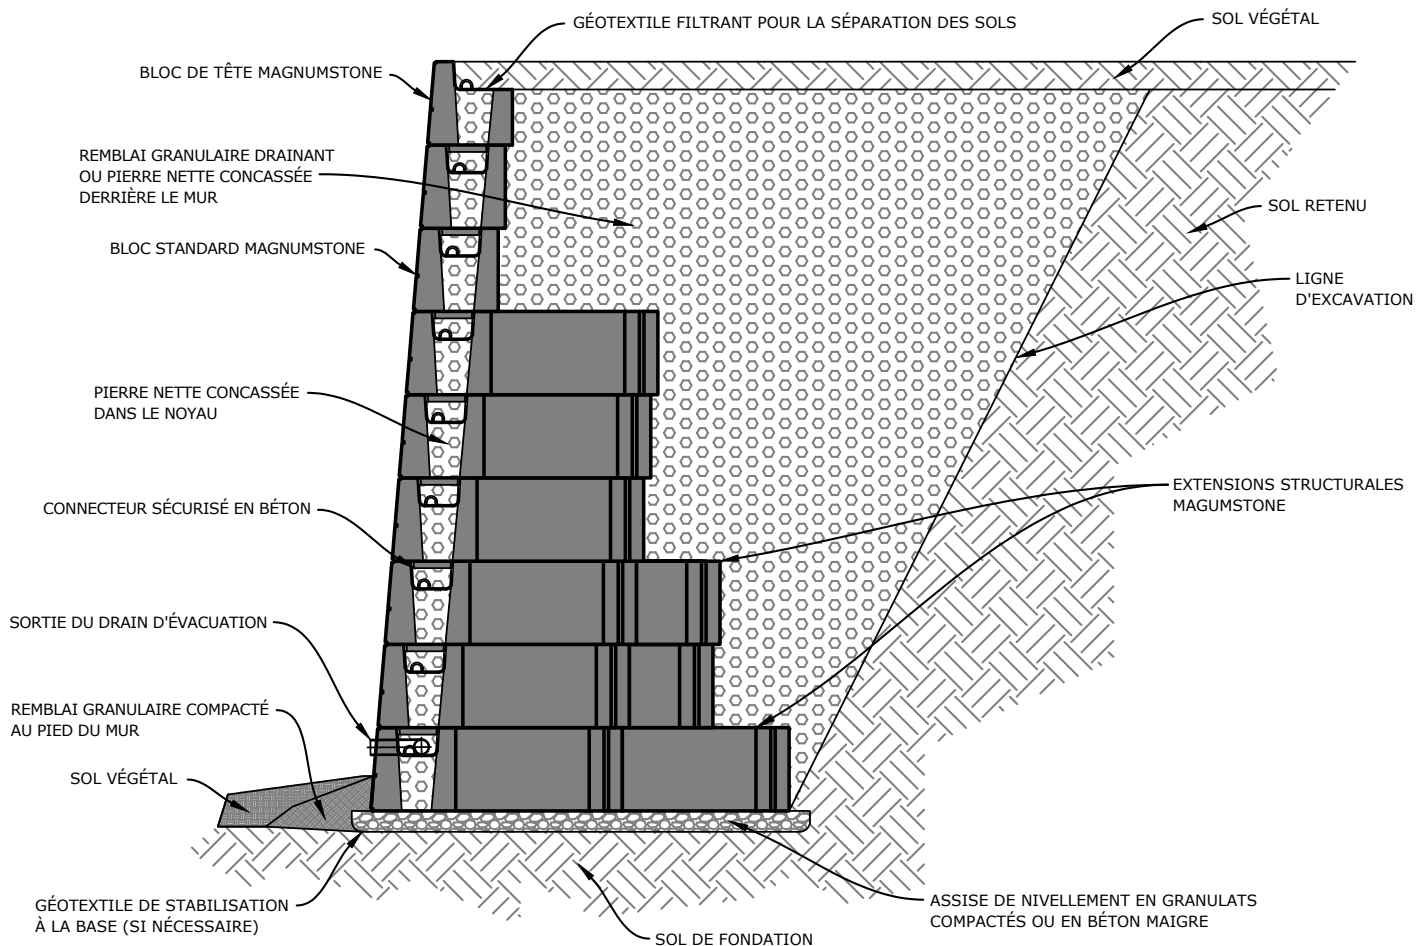 GÉOTEXTILE FILTRANT POUR LA SÉPARATION DES SOLS
SOL VÉGÉTAL
BLOC DE TÊTE MAGNUMSTONE
REMBLAI GRANULAIRE DRAINANT
OU PIERRE NETTE CONCASSÉE
DERRIÈRE LE MUR
SOL RETENU
BLOC STANDARD MAGNUMSTONE
LIGNE
D'EXCAVATION
PIERRE NETTE CONCASSÉE
DANS LE NOYAU
EXTENSIONS STRUCTURALES
MAGUMSTONE
CONNECTEUR SÉCURISÉ EN BÉTON
SORTIE DU DRAIN D'ÉVACUATION
REMBLAI GRANULAIRE COMPACTÉ
AU PIED DU MUR
SOL VÉGÉTAL
GÉOTEXTILE DE STABILISATION
À LA BASE (SI NÉCESSAIRE)
ASSISE DE NIVELLEMENT EN GRANULATS
COMPACTÉS OU EN BÉTON MAIGRE
SOL DE FONDATION